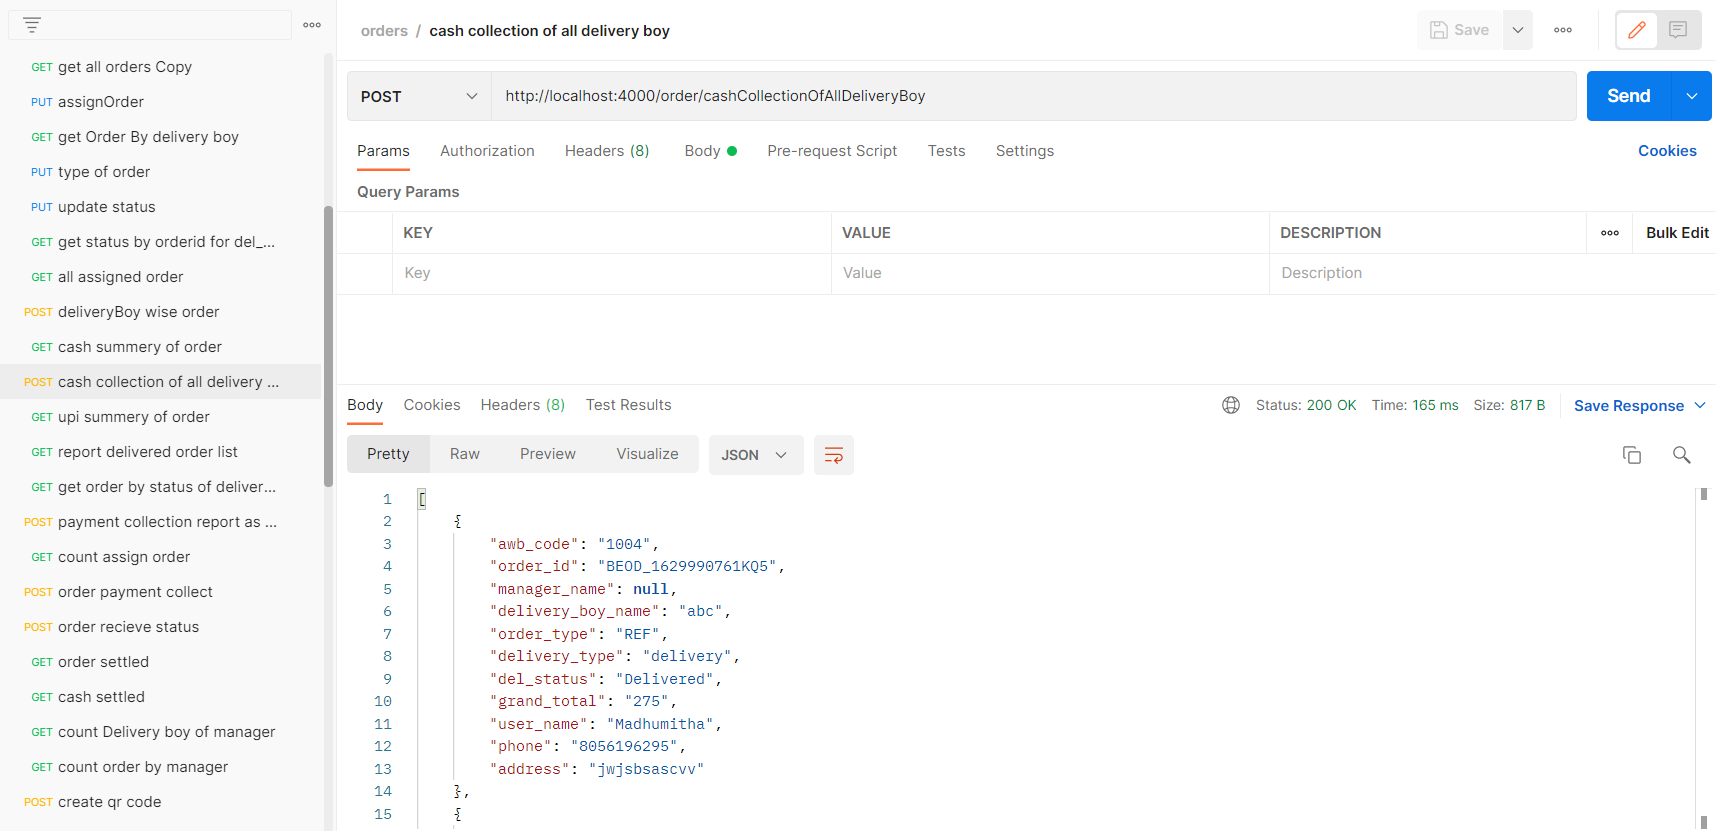 orders / cash collection of all delivery boy
Save
GET get all orders Copy
PUT assignOrder
GET get Order By delivery boy
PUT type of order
PUT update status
GET get status by orderid for del_...
GET all assigned order
POST deliveryBoy wise order
GET cash summery of order
POST cash collection of all delivery ...
GET upi summery of order
GET report delivered order list
GET get order by status of deliver...
POST payment collection report as ...
GET count assign order
POST order payment collect
POST order recieve status
GET order settled
GET cash settled
GET count Delivery boy of manager
GET count order by manager
POST create qr code
POST http://localhost:4000/order/cashCollectionOfAllDeliveryBoy Send
Params Authorization Headers (8) Body Pre-request Script Tests Settings Cookies
Query Params
KEY VALUE DESCRIPTION Bulk Edit
Key Value Description
Body Cookies Headers (8) Test Results Status: 200 OK Time: 165 ms Size: 817 B Save Response
Pretty Raw Preview Visualize JSON
1 [
2 {
3 "awb_code": "1004",
4 "order_id": "BEOD_1629990761KQ5",
5 "manager_name": null,
6 "delivery_boy_name": "abc",
7 "order_type": "REF",
8 "delivery_type": "delivery",
9 "del_status": "Delivered",
10 "grand_total": "275",
11 "user_name": "Madhumitha",
12 "phone": "8056196295",
13 "address": "jwjsbsascvv"
14 },
15 {